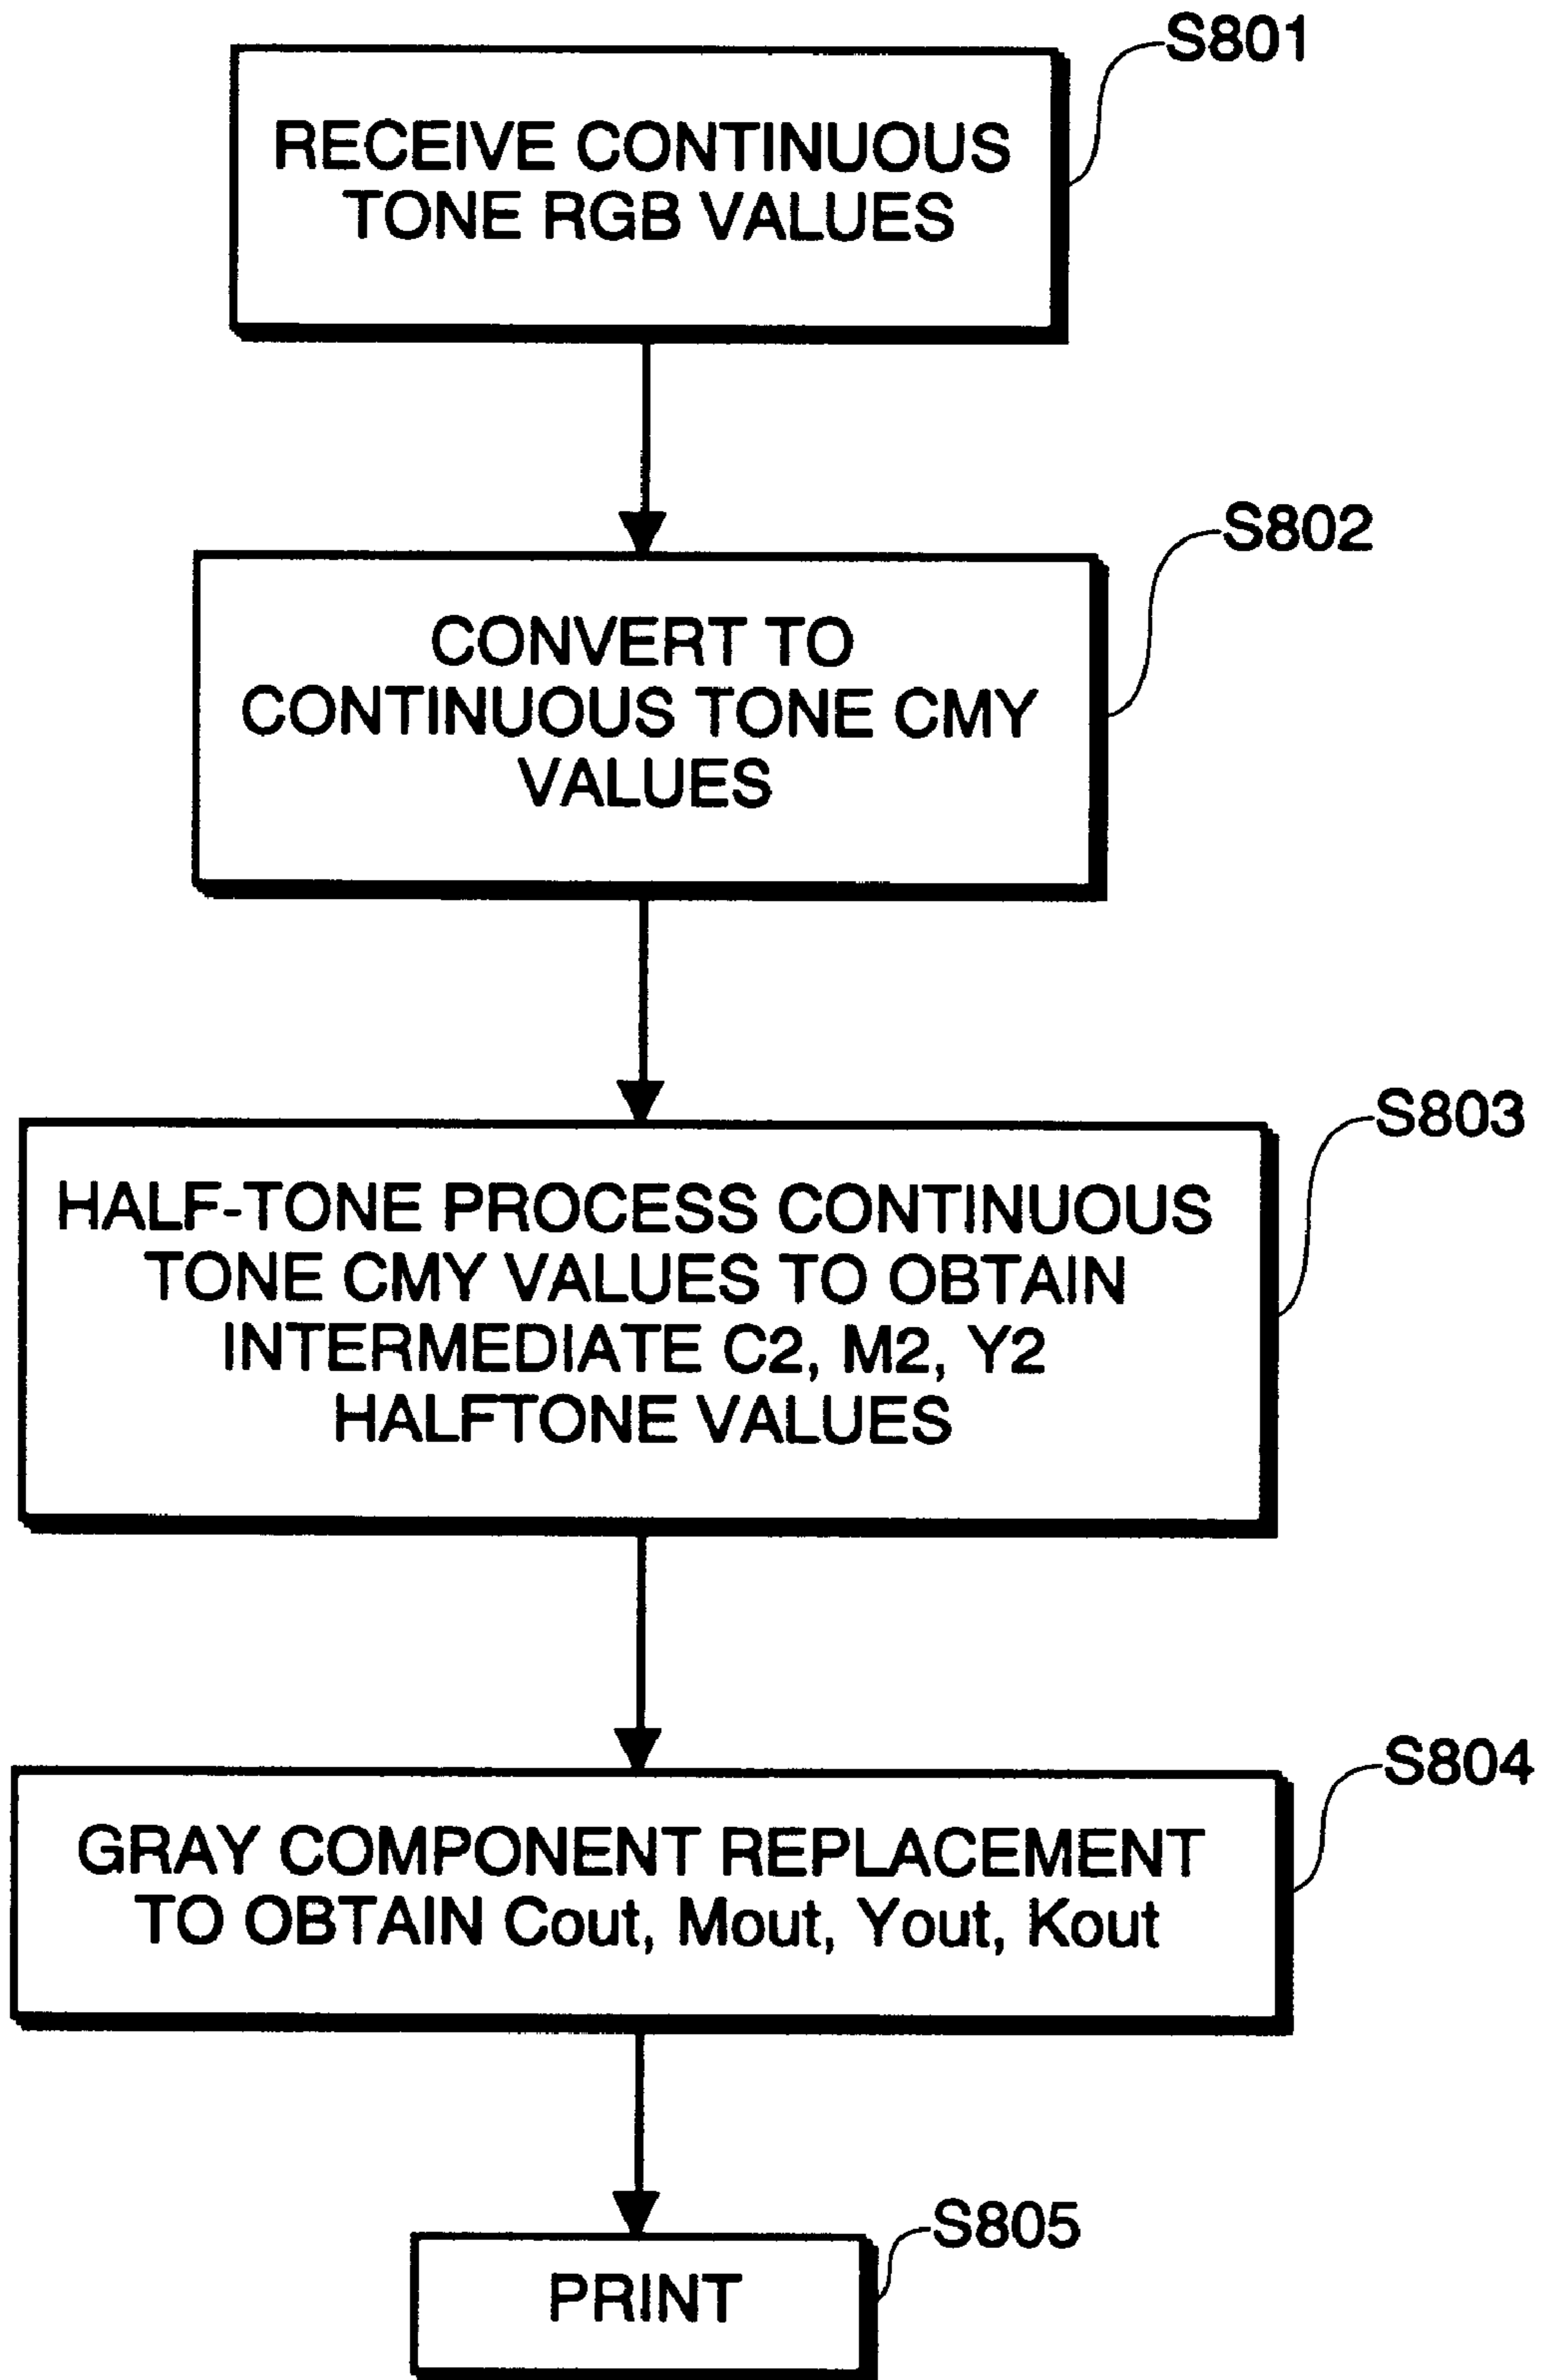 S801
RECEIVE CONTINUOUS
TONE RGB VALUES
S802
CONVERT TO
CONTINUOUS TONE CMY
VALUES
S803
HALF-TONE PROCESS CONTINUOUS
TONE CMY VALUES TO OBTAIN
INTERMEDIATE C2, M2, Y2
HALFTONE VALUES
S804
GRAY COMPONENT REPLACEMENT
TO OBTAIN Cout, Mout, Yout, Kout
S805
PRINT